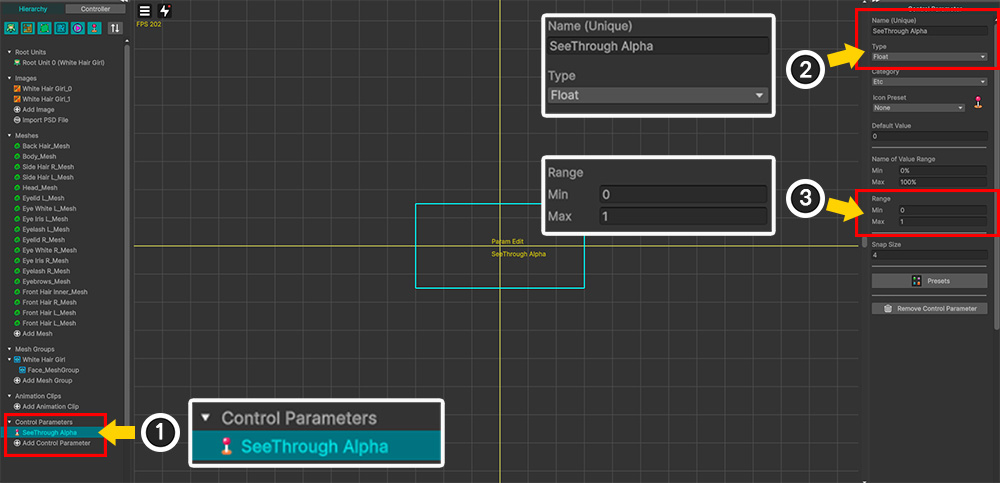 Hierarchy
Controller
Root Units
Root Unit 0 (White Hair Girl)
Images
White Hair Girl_0
White Hair Girl_1
Add Image
Import PSD File
Meshes
Back Hair_Mesh
Body_Mesh
Side Hair R_Mesh
Side Hair L_Mesh
Head_Mesh
Eyelid L_Mesh
Eye White L_Mesh
Eye Iris L_Mesh
Eyelash L_Mesh
Eyelid R_Mesh
Eye White R_Mesh
Eye Iris R_Mesh
Eyelash R_Mesh
Eyebrows_Mesh
Front Hair Inner_Mesh
Front Hair R_Mesh
Front Hair L_Mesh
Front Hair L_Mesh
Add Mesh
Mesh Groups
White Hair Girl
Face_MeshGroup
Add Mesh Group
Animation Clips
Add Animation Clip
Control Parameters
SeeThrough Alpha
Add Control Parameter
1
Control Parameters
SeeThrough Alpha
FPS 202
Param Edit
SeeThrough Alpha
Name (Unique)
SeeThrough Alpha
Type
Float
2
Range
Min 0
Max 1
3
Control Parameter
Name (Unique)
SeeThrough Alpha
Type
Float
Category
Etc
Icon Preset
None
Default Value
0
Name of Value Range
Min 0%
Max 100%
Range
Min 0
Max 1
Snap Size
4
Presets
Remove Control Parameter